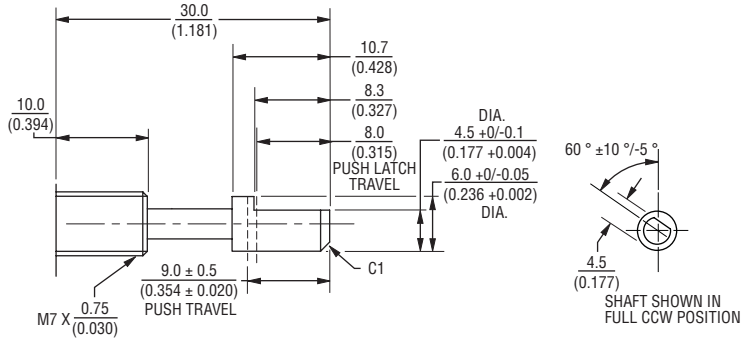 30.0
(1.181)
10.7
(0.428)
8.3
(0.327)
10.0
(0.394)
8.0
(0.315)
PUSH LATCH
TRAVEL
DIA.
4.5 +0/-0.1
(0.177 +0.004)
6.0 +0/-0.05
(0.236 +0.002)
DIA.
60 ° ±10 °/-5 °
9.0 ± 0.5
(0.354 ± 0.020)
PUSH TRAVEL
C1
M7 X 0.75
(0.030)
4.5
(0.177)
SHAFT SHOWN IN
FULL CCW POSITION